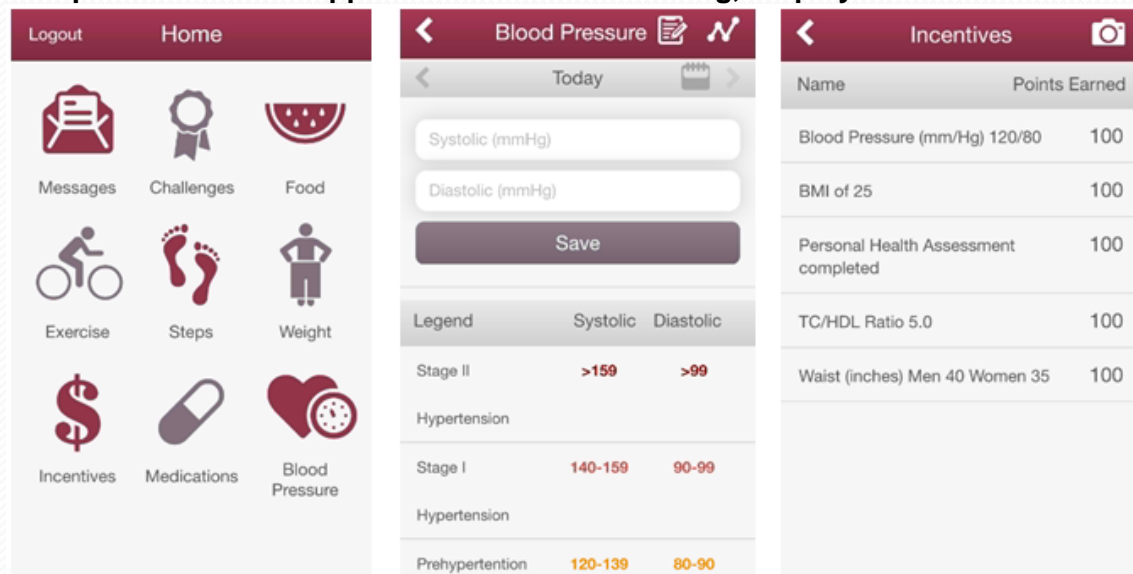 Logout Home
Messages Challenges Food
Exercise Steps Weight
Incentives Medications Blood
Pressure
Blood Pressure
Today
Systolic (mmHg)
Diastolic (mmHg)
Save
Legend Systolic Diastolic
Stage II >159 >99
Hypertension
Stage I 140-159 90-99
Hypertension
Prehypertention 120-139 80-90
Incentives
Name Points Earned
Blood Pressure (mm/Hg) 120/80 100
BMI of 25 100
Personal Health Assessment 100
completed
TC/HDL Ratio 5.0 100
Waist (inches) Men 40 Women 35 100